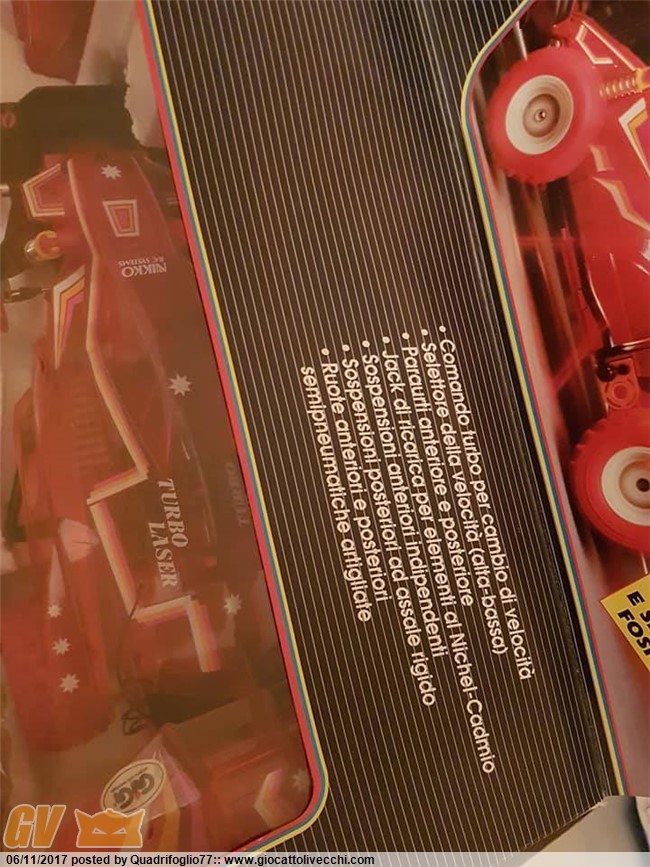 NIKKO
R/C SYSTEMS
TURBO
LASER
TURBO
• Comando turbo per cambio di velocità
• Selettore della velocità (alta-bassa)
• Paraurti anteriore e posteriore
• Jack di ricarica per elementi al Nichel-Cadmio
• Sospensioni anteriori indipendenti
• Sospensioni posteriori ad assale rigido
• Ruote anteriori e posteriori
semipneumatiche artigliate
GiG
GV
06/11/2017 posted by Quadrifoglio77:: www.giocattolivecchi.com